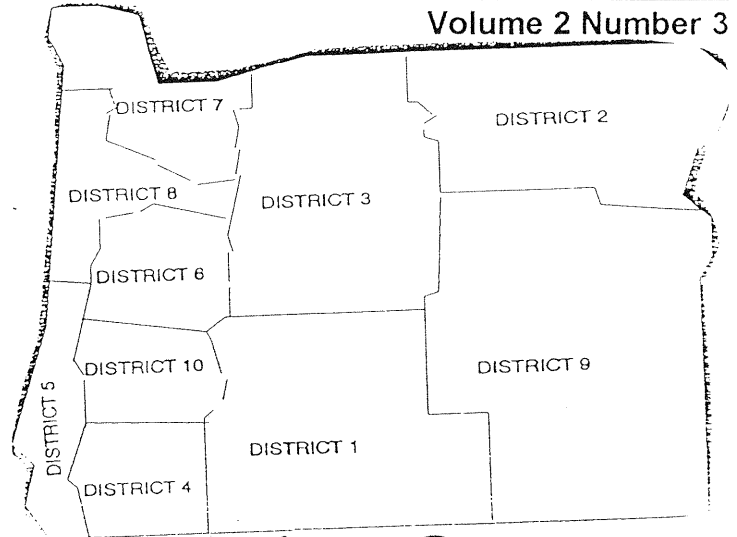 Volume 2 Number 3
DISTRICT 7
DISTRICT 2
DISTRICT 8
DISTRICT 3
DISTRICT 6
DISTRICT 10
DISTRICT 9
DISTRICT 5
DISTRICT 1
DISTRICT 4